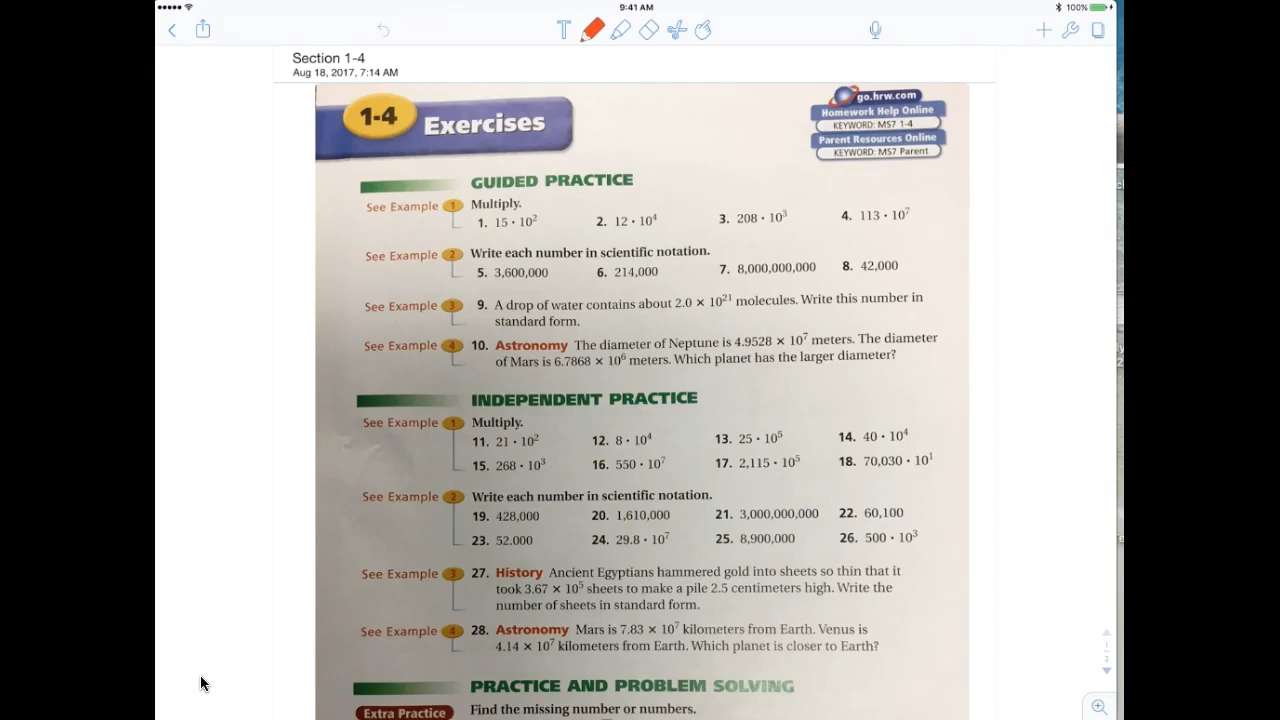 9:41 AM
100%
T
Section 1-4
Aug 18, 2017, 7:14 AM
1-4 Exercises
go.hrw.com
Homework Help Online
KEYWORD: MS7 1-4
Parent Resources Online
KEYWORD: MS7 Parent
GUIDED PRACTICE
See Example 1 Multiply.
1. 15 · 10² 2. 12 · 10⁴ 3. 208 · 10³ 4. 113 · 10⁷
See Example 2 Write each number in scientific notation.
5. 3,600,000 6. 214,000 7. 8,000,000,000 8. 42,000
See Example 3 9. A drop of water contains about 2.0 × 10²¹ molecules. Write this number in
standard form.
See Example 4 10. Astronomy The diameter of Neptune is 4.9528 × 10⁷ meters. The diameter
of Mars is 6.7868 × 10⁶ meters. Which planet has the larger diameter?
INDEPENDENT PRACTICE
See Example 1 Multiply.
11. 21 · 10² 12. 8 · 10⁴ 13. 25 · 10⁵ 14. 40 · 10⁴
15. 268 · 10³ 16. 550 · 10⁷ 17. 2,115 · 10⁵ 18. 70,030 · 10¹
See Example 2 Write each number in scientific notation.
19. 428,000 20. 1,610,000 21. 3,000,000,000 22. 60,100
23. 52.000 24. 29.8 · 10⁷ 25. 8,900,000 26. 500 · 10³
See Example 3 27. History Ancient Egyptians hammered gold into sheets so thin that it
took 3.67 × 10⁵ sheets to make a pile 2.5 centimeters high. Write the
number of sheets in standard form.
See Example 4 28. Astronomy Mars is 7.83 × 10⁷ kilometers from Earth. Venus is
4.14 × 10⁷ kilometers from Earth. Which planet is closer to Earth?
PRACTICE AND PROBLEM SOLVING
Extra Practice Find the missing number or numbers.